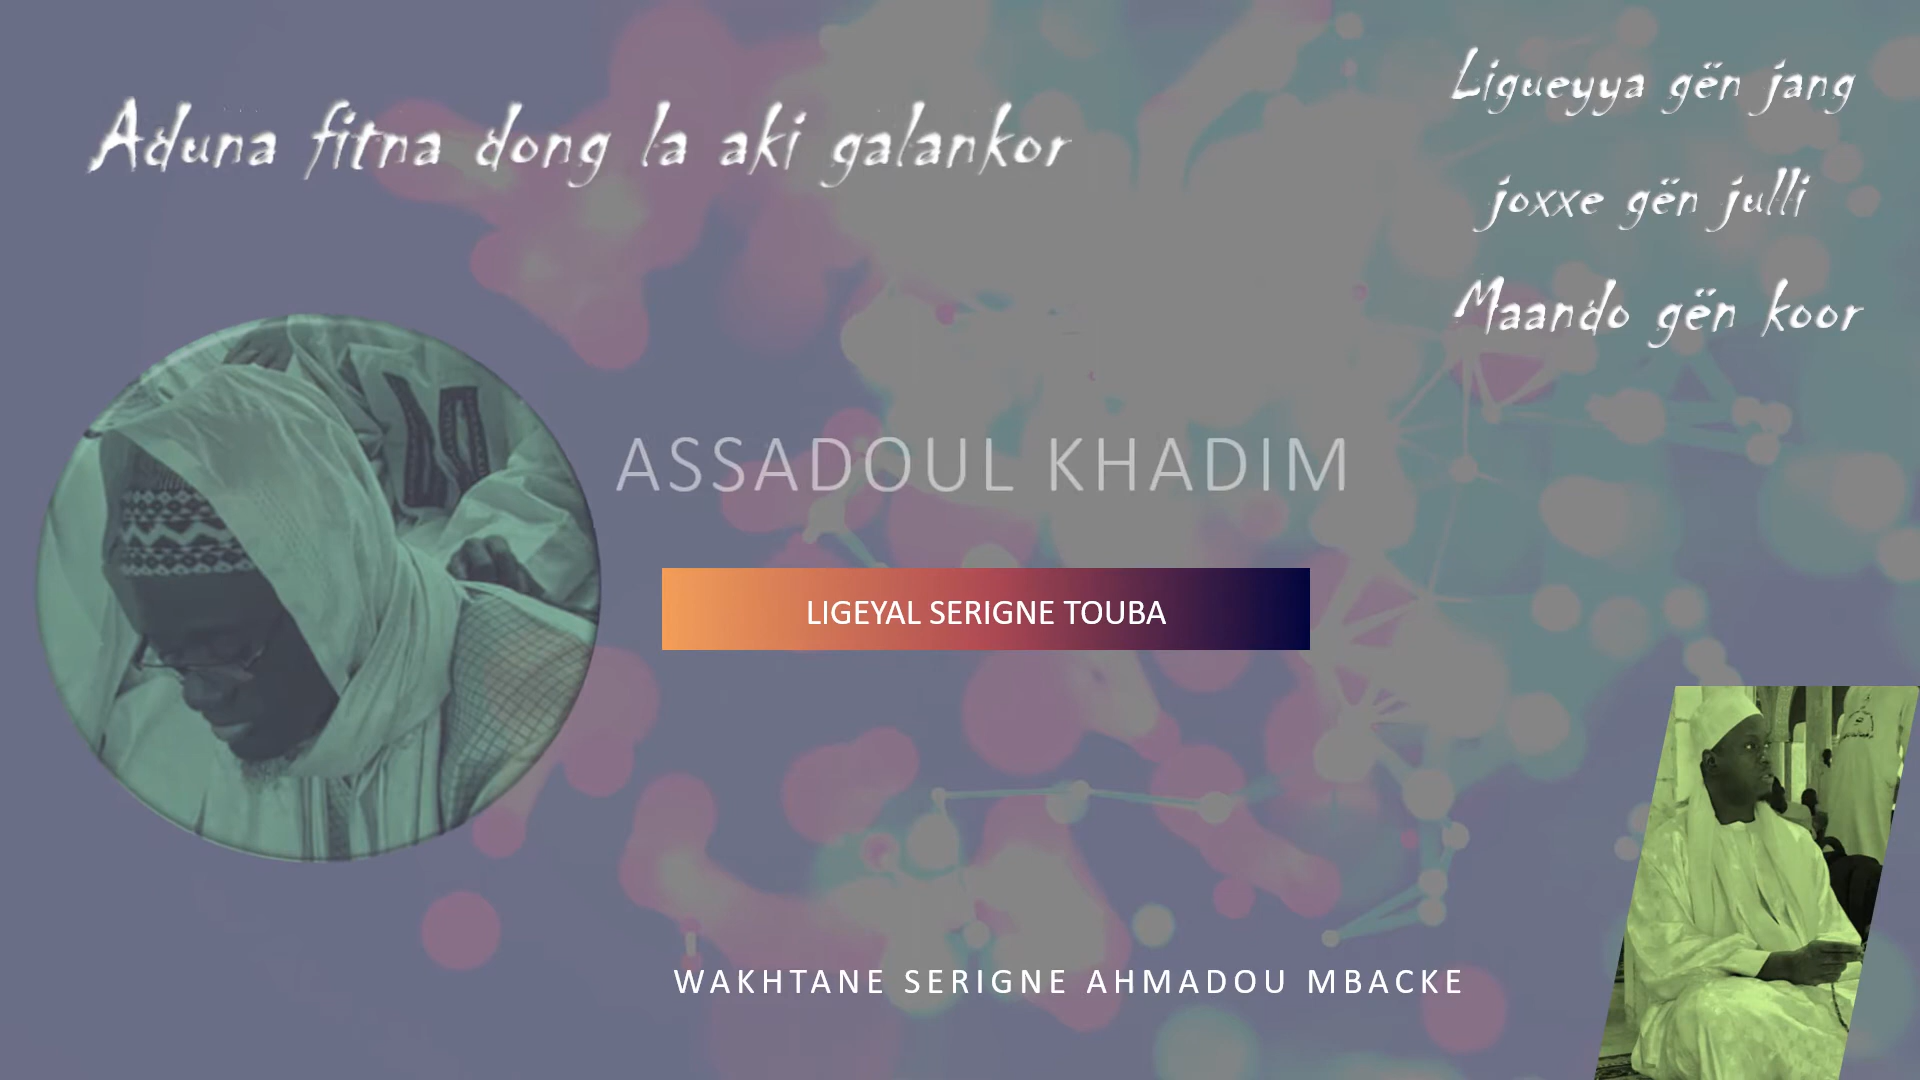 Aduna fitna dong la aki galankor
Ligueyya gën jang
joxxe gën julli
Maando gën koor
ASSADOUL KHADIM
LIGEYAL SERIGNE TOUBA
WAKHTANE SERIGNE AHMADOU MBACKE